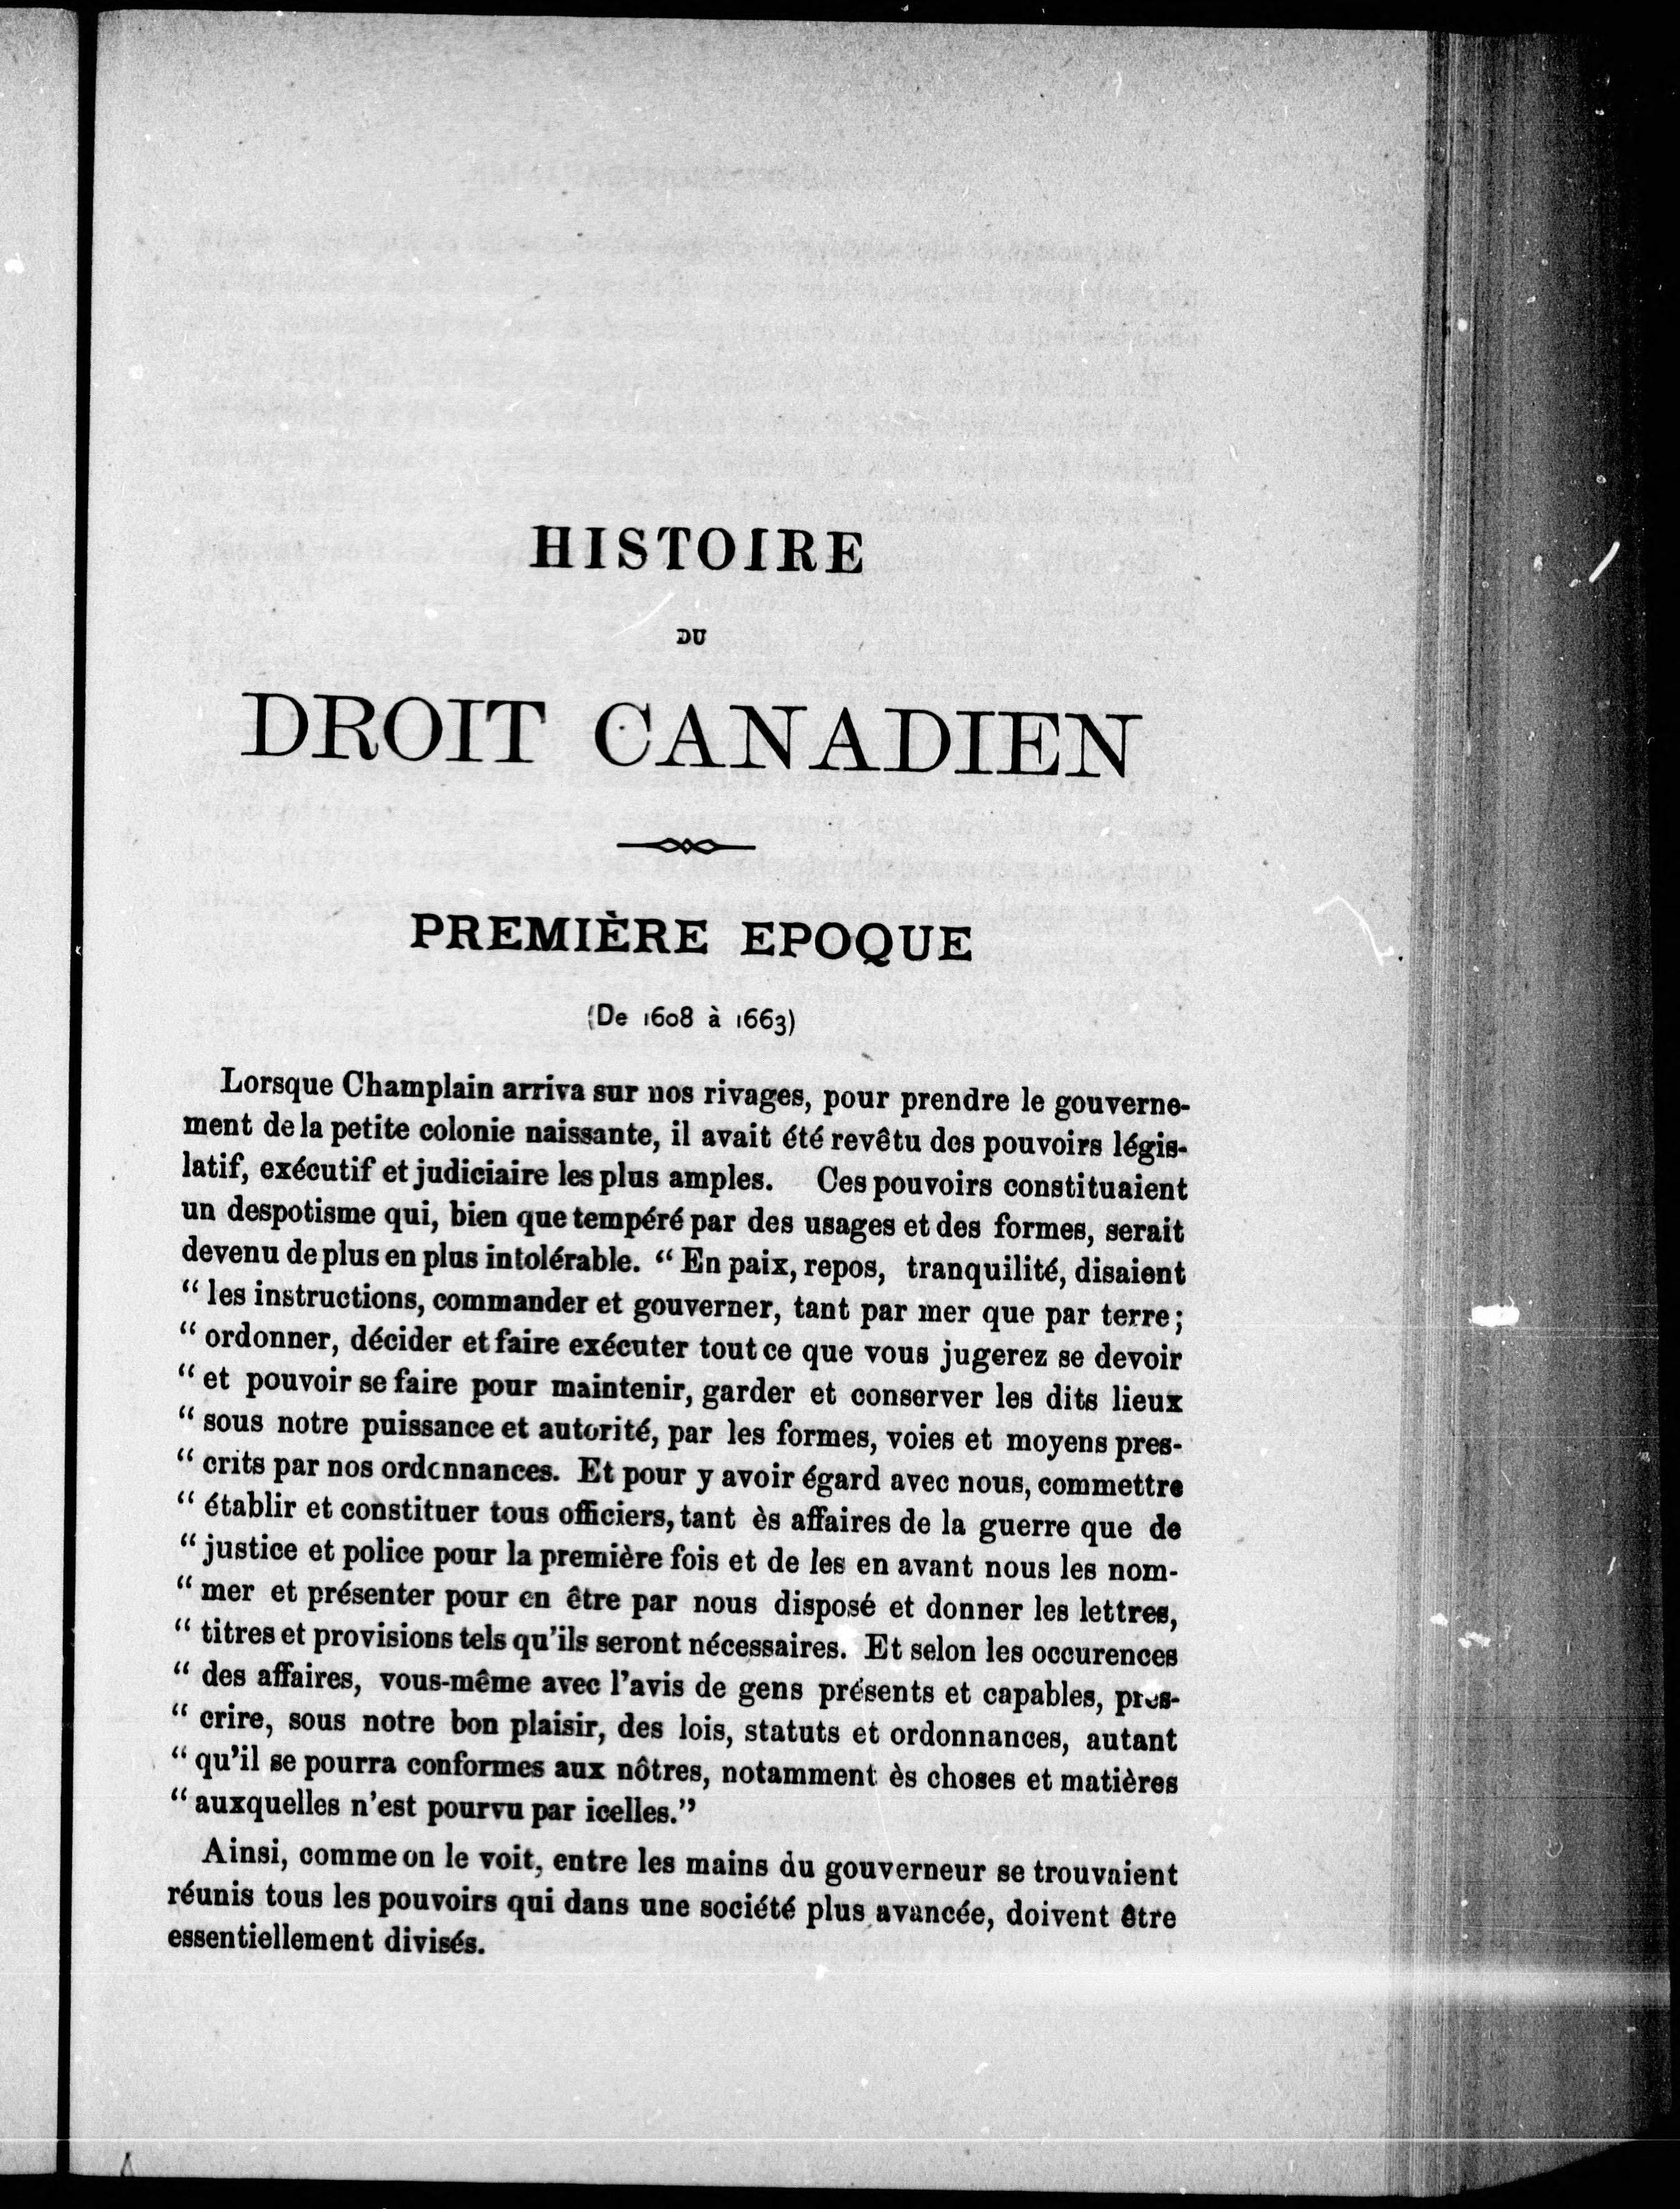 HISTOIRE
DU
DROIT CANADIEN
PREMIÈRE EPOQUE
(De 1608 à 1663)
Lorsque Champlain arriva sur nos rivages, pour prendre le gouverne-
ment de la petite colonie naissante, il avait été revêtu des pouvoirs légis-
latif, exécutif et judiciaire les plus amples. Ces pouvoirs constituaient
un despotisme qui, bien que tempéré par des usages et des formes, serait
devenu de plus en plus intolérable. “ En paix, repos, tranquilité, disaient
“ les instructions, commander et gouverner, tant par mer que par terre;
“ ordonner, décider et faire exécuter tout ce que vous jugerez se devoir
“ et pouvoir se faire pour maintenir, garder et conserver les dits lieux
“ sous notre puissance et autorité, par les formes, voies et moyens pres-
“ crits par nos ordonnances. Et pour y avoir égard avec nous, commettre
“ établir et constituer tous officiers, tant ès affaires de la guerre que de
“ justice et police pour la première fois et de les en avant nous les nom-
“ mer et présenter pour en être par nous disposé et donner les lettres,
“ titres et provisions tels qu’ils seront nécessaires. Et selon les occurences
“ des affaires, vous-même avec l’avis de gens présents et capables, pres-
“ crire, sous notre bon plaisir, des lois, statuts et ordonnances, autant
“ qu’il se pourra conformes aux nôtres, notamment ès choses et matières
“ auxquelles n’est pourvu par icelles.”
Ainsi, comme on le voit, entre les mains du gouverneur se trouvaient
réunis tous les pouvoirs qui dans une société plus avancée, doivent être
essentiellement divisés.